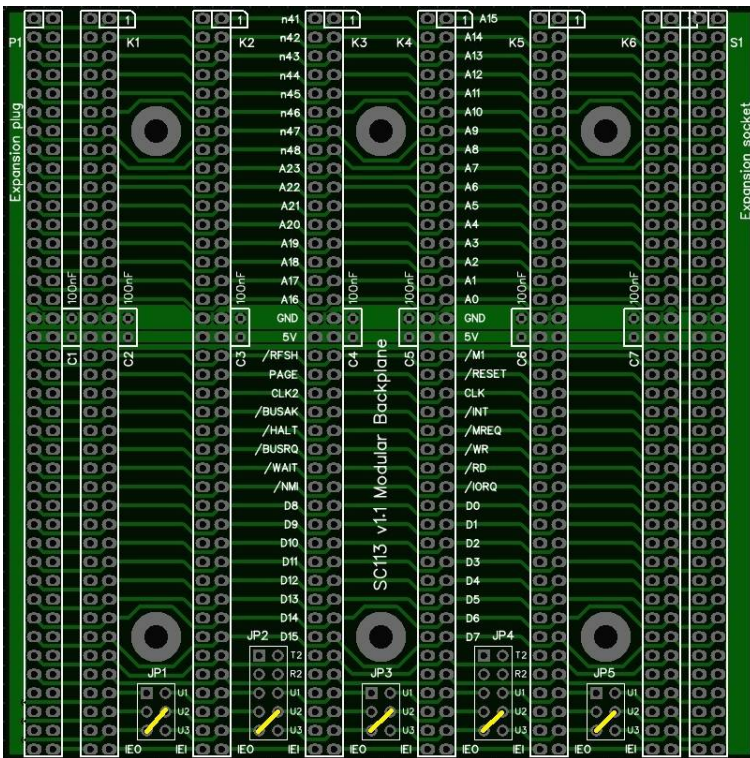 n41 1 A15 1
P1 K1 K2 n42 K3 K4 A14 K5 K6 S1
n43 A13
n44 A12
n45 A11
n46 A10
n47 A9
n48 A8
A23 A7
A22 A6
A21 A5
A20 A4
A19 A3
A18 A2
A17 A1
A16 A0
GND GND
5V 5V
/RFSH /M1
PAGE /RESET
CLK2 CLK
/BUSAK /INT
/HALT /MREQ
/BUSRQ /WR
/WAIT /RD
/NMI /IORQ
D8 D0
D9 D1
D10 D2
D11 D3
D12 D4
D13 D5
D14 D6
D15 D7
Expansion plug
Expansion socket
100nF 100nF 100nF 100nF 100nF 100nF 100nF
C1 C2 C3 C4 C5 C6 C7
SC113 v1.1 Modular Backplane
JP1 JP2 JP3 JP4 JP5
T2 T2
R2 R2
U1 U1 U1 U1 U1
U2 U2 U2 U2 U2
U3 U3 U3 U3 U3
IEO IEI IEO IEI IEO IEI IEO IEI IEO IEI